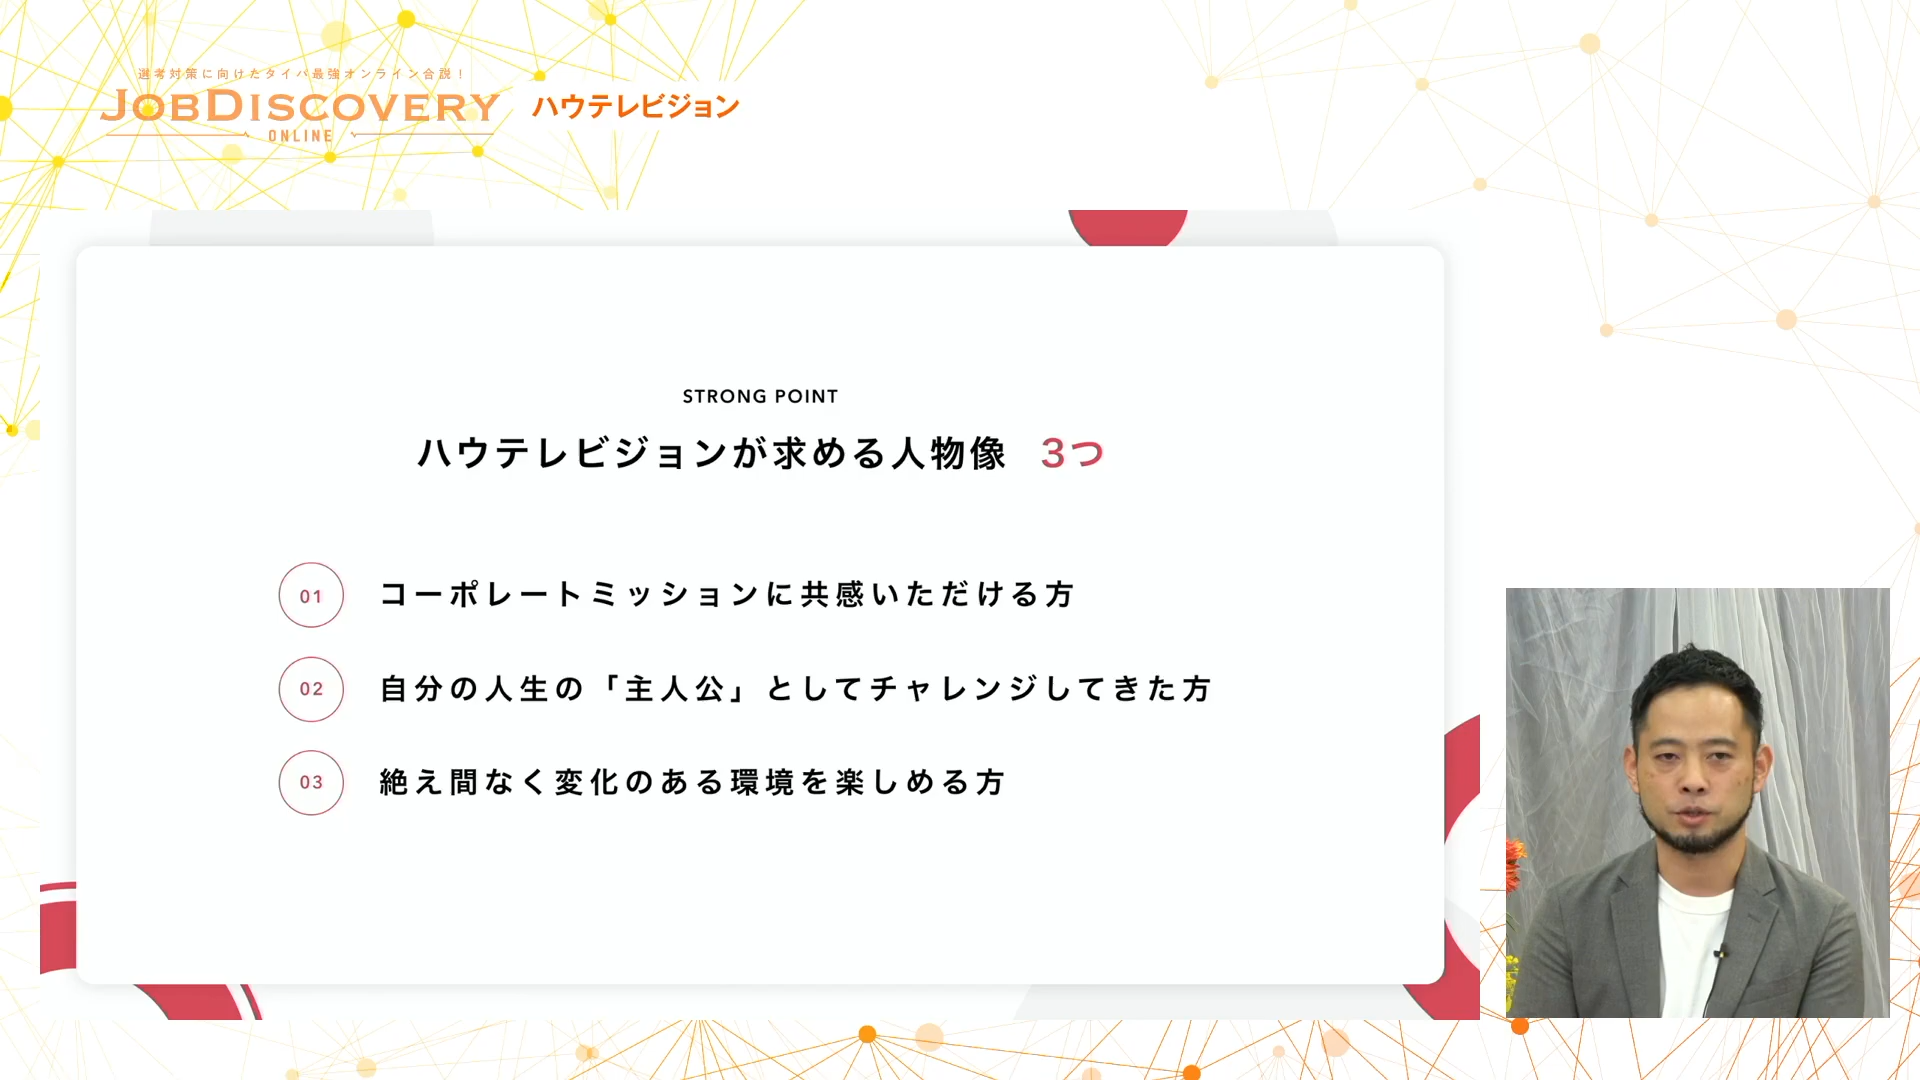 選考対策に向けたタイパ最強オンライン合説！
JOBDISCOVERY
ONLINE
ハウテレビジョン
STRONG POINT
ハウテレビジョンが求める人物像 3つ
01 コーポレートミッションに共感いただける方
02 自分の人生の「主人公」としてチャレンジしてきた方
03 絶え間なく変化のある環境を楽しめる方